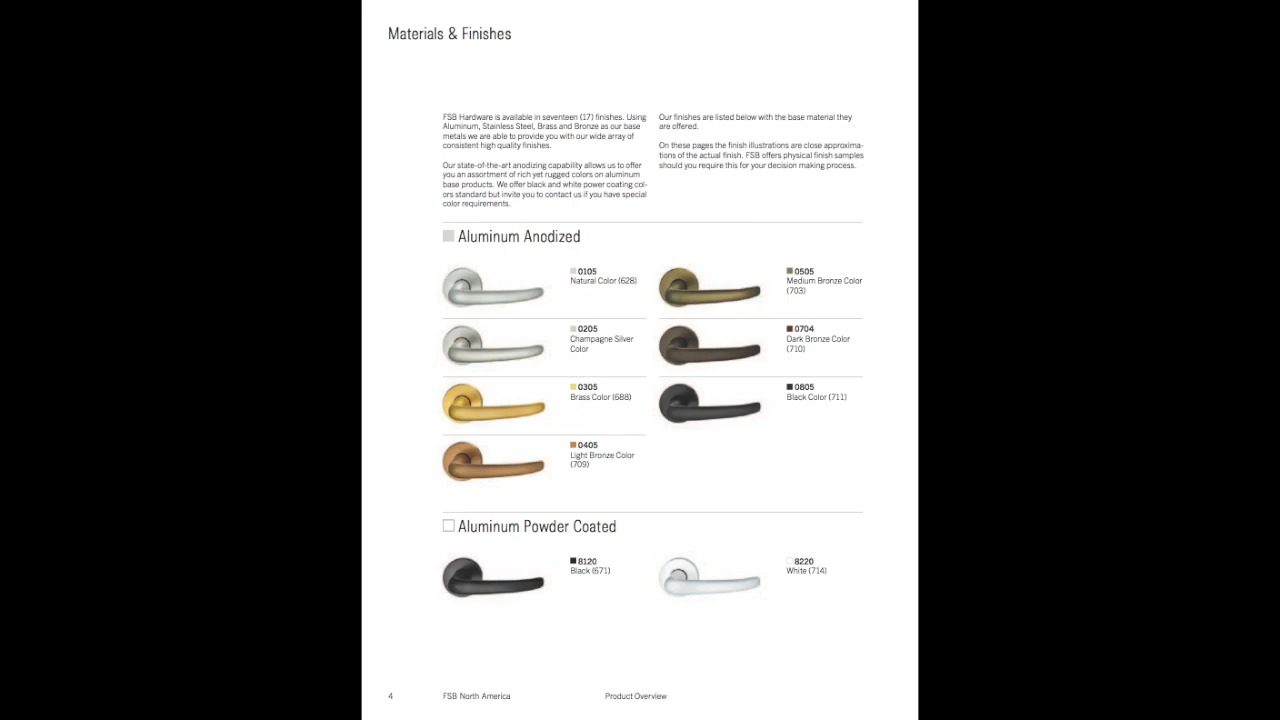 Materials & Finishes
FSB Hardware is available in seventeen (17) finishes. Using
Aluminum, Stainless Steel, Brass and Bronze as our base
metals we are able to provide you with our wide array of
consistent high quality finishes.
Our state-of-the-art anodizing capability allows us to offer
you an assortment of rich yet rugged colors on aluminum
base products. We offer black and white power coating col-
ors standard but invite you to contact us if you have special
color requirements.
Our finishes are listed below with the base material they
are offered.
On these pages the finish illustrations are close approxima-
tions of the actual finish. FSB offers physical finish samples
should you require this for your decision making process.
Aluminum Anodized
0105
Natural Color (628)
0505
Medium Bronze Color
(703)
0205
Champagne Silver
Color
0704
Dark Bronze Color
(710)
0305
Brass Color (688)
0805
Black Color (711)
0405
Light Bronze Color
(709)
Aluminum Powder Coated
8120
Black (671)
8220
White (714)
4
FSB North America
Product Overview